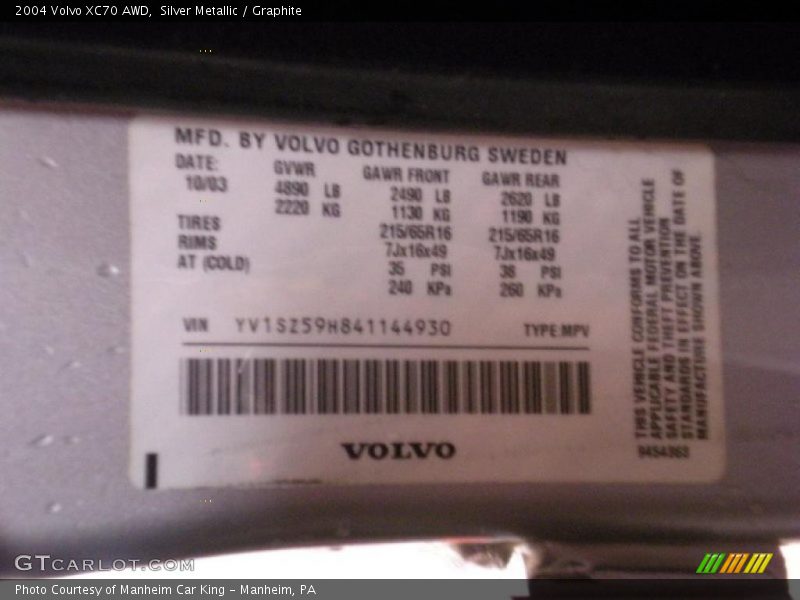 2004 Volvo XC70 AWD, Silver Metallic / Graphite
MFD. BY VOLVO GOTHENBURG SWEDEN
DATE: GVWR GAWR FRONT GAWR REAR
10/03 4890 LB 2490 LB 2620 LB
2220 KG 1130 KG 1190 KG
TIRES 215/65R16 215/65R16
RIMS 7Jx16x49 7Jx16x49
AT (COLD) 35 PSI 38 PSI
240 KPa 260 KPa
VIN YV1SZ59H841144930 TYPE:MPV
VOLVO
THIS VEHICLE CONFORMS TO ALL
APPLICABLE FEDERAL MOTOR VEHICLE
SAFETY AND THEFT PREVENTION
STANDARDS IN EFFECT ON THE DATE OF
MANUFACTURE SHOWN ABOVE.
9454363
GTCARLOT.COM
Photo Courtesy of Manheim Car King - Manheim, PA